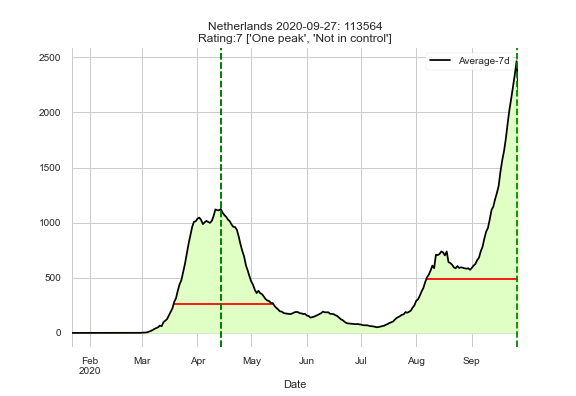 Netherlands 2020-09-27: 113564
Rating:7 ['One peak', 'Not in control']
Average-7d
2500
2000
1500
1000
500
0
Feb Mar Apr May Jun Jul Aug Sep
2020
Date